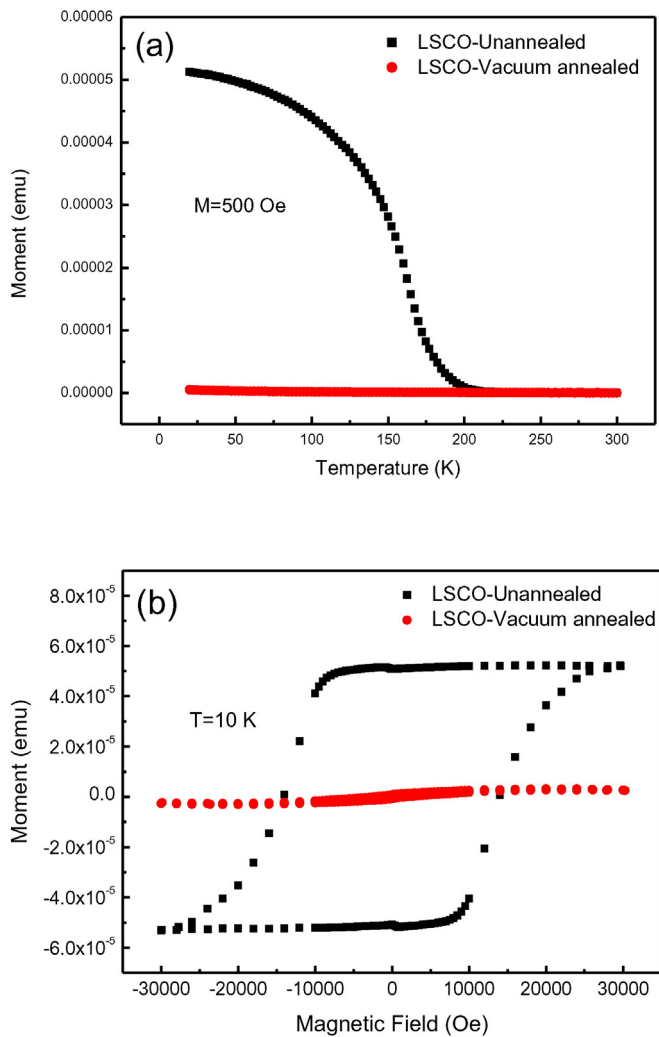 (a)
LSCO-Unannealed
LSCO-Vacuum annealed
M=500 Oe
Moment (emu)
0.00006
0.00005
0.00004
0.00003
0.00002
0.00001
0.00000
0 50 100 150 200 250 300
Temperature (K)
(b)
LSCO-Unannealed
LSCO-Vacuum annealed
T=10 K
Moment (emu)
8.0x10⁻⁵
6.0x10⁻⁵
4.0x10⁻⁵
2.0x10⁻⁵
0.0
-2.0x10⁻⁵
-4.0x10⁻⁵
-6.0x10⁻⁵
-30000 -20000 -10000 0 10000 20000 30000
Magnetic Field (Oe)